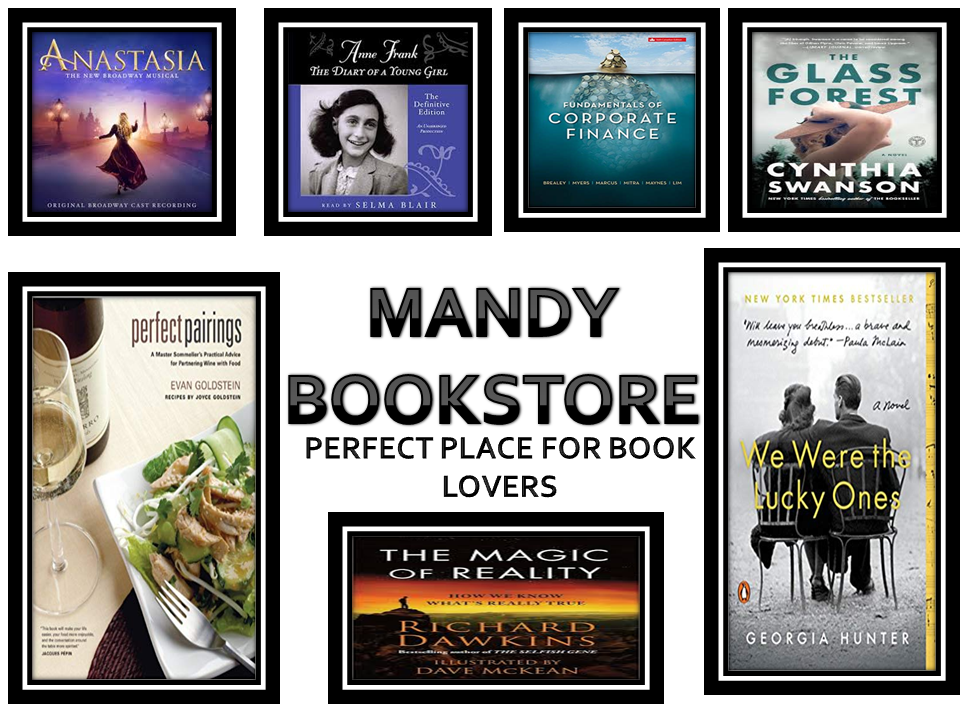 ANASTASIA
THE NEW BROADWAY MUSICAL
ORIGINAL BROADWAY CAST RECORDING
Anne Frank
THE DIARY OF A YOUNG GIRL
The
Definitive
Edition
READ BY SELMA BLAIR
FUNDAMENTALS OF
CORPORATE
FINANCE
BREALEY | MYERS | MARCUS | MITRA | MAYNES | LIM
THE
GLASS
FOREST
A NOVEL
CYNTHIA
SWANSON
NEW YORK TIMES bestselling author of THE BOOKSELLER
perfect pairings
A Master Sommelier's Practical Advice
for Partnering Wine with Food
EVAN GOLDSTEIN
RECIPES BY JOYCE GOLDSTEIN
JACQUES PÉPIN
MANDY
BOOKSTORE
PERFECT PLACE FOR BOOK
LOVERS
THE MAGIC
OF REALITY
HOW WE KNOW
WHAT'S REALLY TRUE
RICHARD
DAWKINS
Bestselling author of THE SELFISH GENE
ILLUSTRATED BY
DAVE McKEAN
NEW YORK TIMES BESTSELLER
"Will leave you breathless...a brave and
mesmerizing debut." —Paula McLain
A Novel
We Were the
Lucky Ones
GEORGIA HUNTER